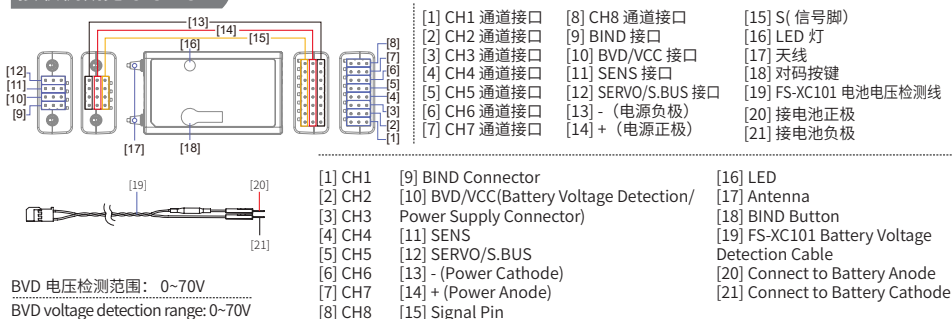 [13]
[14]
[15]
[16]
[12]
[11]
[10]
[9]
[17]
[18]
[8]
[7]
[6]
[5]
[4]
[3]
[2]
[1]
[1] CH1 通道接口
[2] CH2 通道接口
[3] CH3 通道接口
[4] CH4 通道接口
[5] CH5 通道接口
[6] CH6 通道接口
[7] CH7 通道接口
[8] CH8 通道接口
[9] BIND 接口
[10] BVD/VCC 接口
[11] SENS 接口
[12] SERVO/S.BUS 接口
[13] -（电源负极）
[14] +（电源正极）
[15] S( 信号脚）
[16] LED 灯
[17] 天线
[18] 对码按键
[19] FS-XC101 电池电压检测线
[20] 接电池正极
[21] 接电池负极
[19]
[20]
[21]
BVD 电压检测范围： 0~70V
BVD voltage detection range: 0~70V
[1] CH1
[2] CH2
[3] CH3
[4] CH4
[5] CH5
[6] CH6
[7] CH7
[8] CH8
[9] BIND Connector
[10] BVD/VCC(Battery Voltage Detection/
Power Supply Connector)
[11] SENS
[12] SERVO/S.BUS
[13] - (Power Cathode)
[14] + (Power Anode)
[15] Signal Pin
[16] LED
[17] Antenna
[18] BIND Button
[19] FS-XC101 Battery Voltage
Detection Cable
[20] Connect to Battery Anode
[21] Connect to Battery Cathode